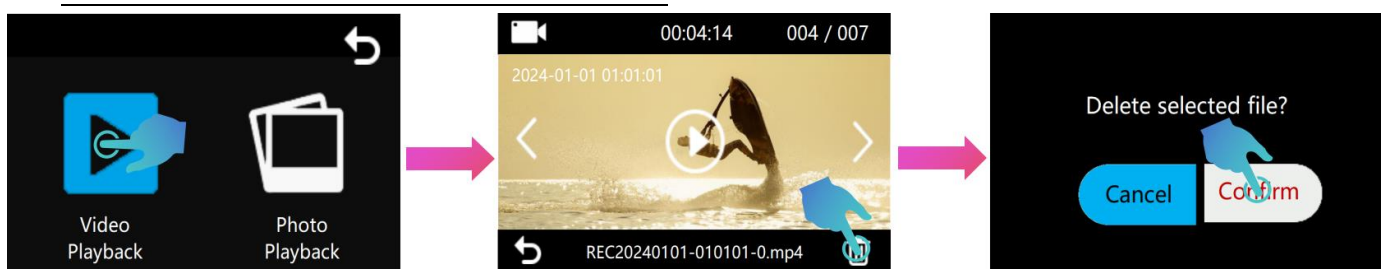 Video
Playback
Photo
Playback
00:04:14
004 / 007
2024-01-01 01:01:01
REC20240101-010101-0.mp4
Delete selected file?
Cancel
Confirm